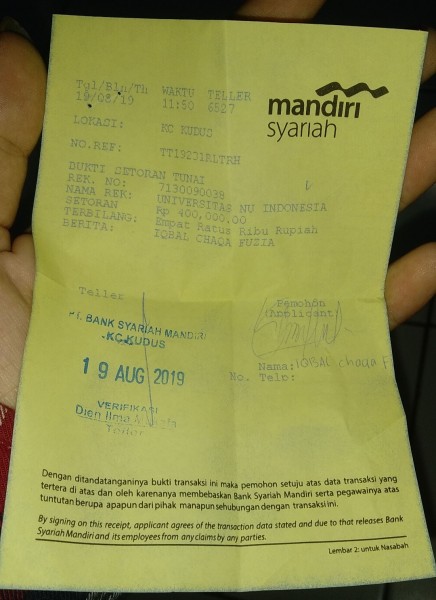 mandiri
syariah
Tgl/Bln/Th WAKTU TELLER
19/08/19 11:50 6527
LOKASI: KC KUDUS
NO.REF: TT19231RLTRH
BUKTI SETORAN TUNAI
REK. NO: 7130090038
NAMA REK: UNIVERSITAS NU INDONESIA
SETORAN Rp 400,000.00
TERBILANG: Empat Ratus Ribu Rupiah
BERITA: IQBAL CHAQA FUZIA
Teller
Pemohon
(Applicant)
PT. BANK SYARIAH MANDIRI
KC.KUDUS
Nama: IQBAL chaqa F
No. Telp:
19 AUG 2019
VERIFIKASI
Dien Ilma
Teller
Dengan ditandatanganinya bukti transaksi ini maka pemohon setuju atas data transaksi yang
tertera di atas dan oleh karenanya membebaskan Bank Syariah Mandiri serta pegawainya atas
tuntutan berupa apapun dari pihak manapun sehubungan dengan transaksi ini.
By signing on this receipt, applicant agrees of the transaction data stated and due to that releases Bank
Syariah Mandiri and its employees from any claims by any parties.
Lembar 2: untuk Nasabah